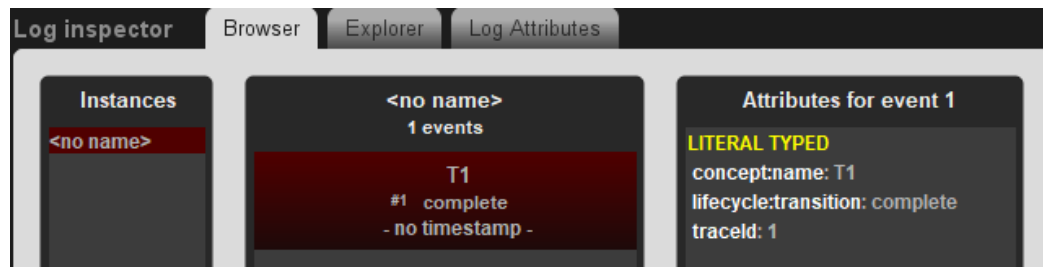 Log inspector Browser Explorer Log Attributes
Instances
<no name>
<no name>
1 events
T1
#1 complete
- no timestamp -
Attributes for event 1
LITERAL TYPED
concept:name: T1
lifecycle:transition: complete
traceId: 1